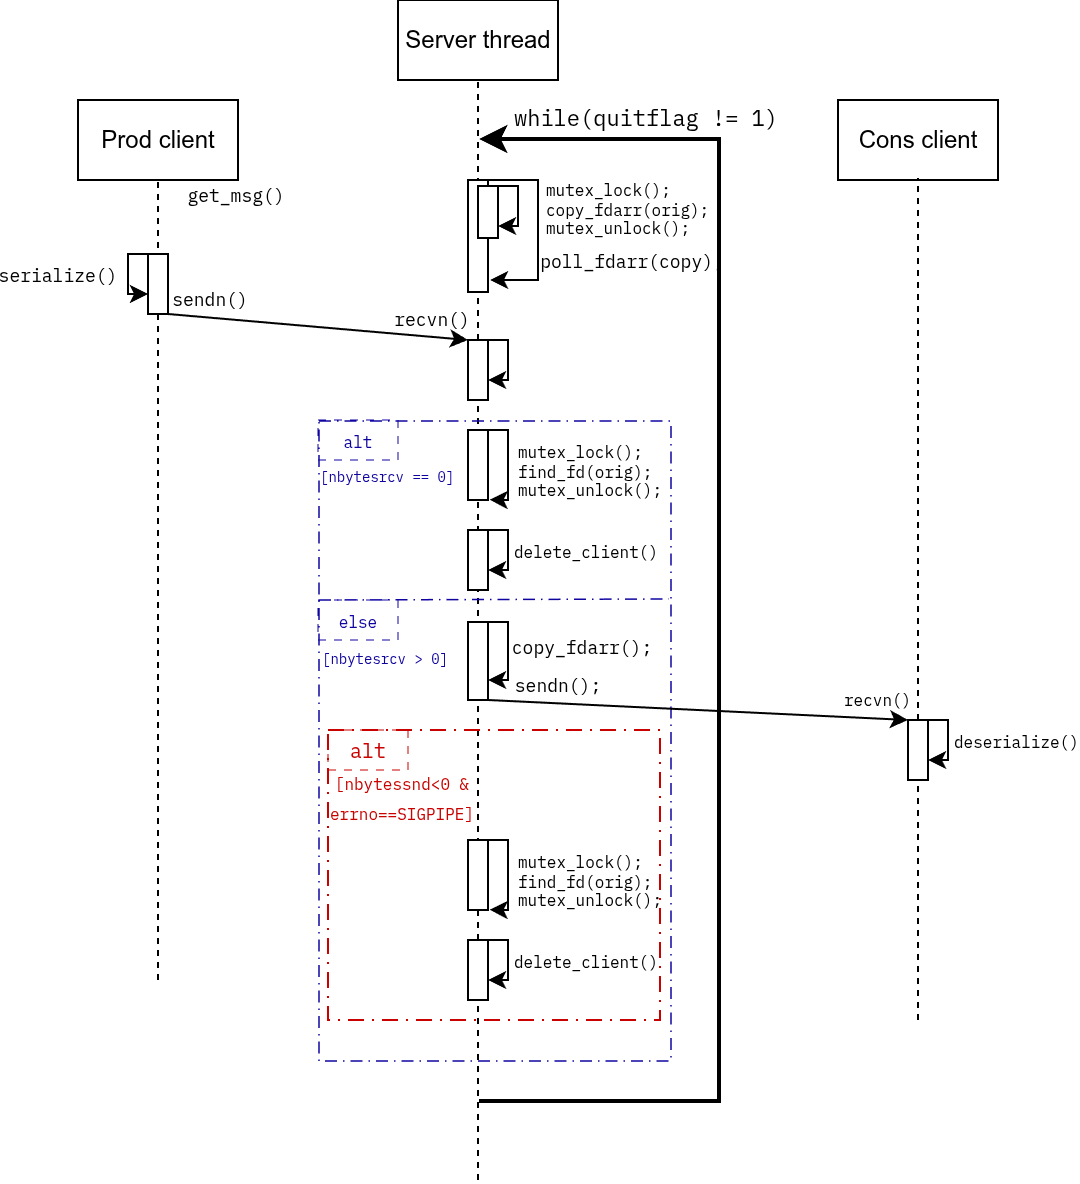 Server thread
while(quitflag != 1)
Prod client
Cons client
get_msg()
mutex_lock();
copy_fdarr(orig);
mutex_unlock();
poll_fdarr(copy)
serialize()
sendn()
recvn()
alt
[nbytesrcv == 0]
mutex_lock();
find_fd(orig);
mutex_unlock();
delete_client()
else
[nbytesrcv > 0]
copy_fdarr();
sendn();
recvn()
deserialize()
alt
[nbytessnd<0 &
errno==SIGPIPE]
mutex_lock();
find_fd(orig);
mutex_unlock();
delete_client()